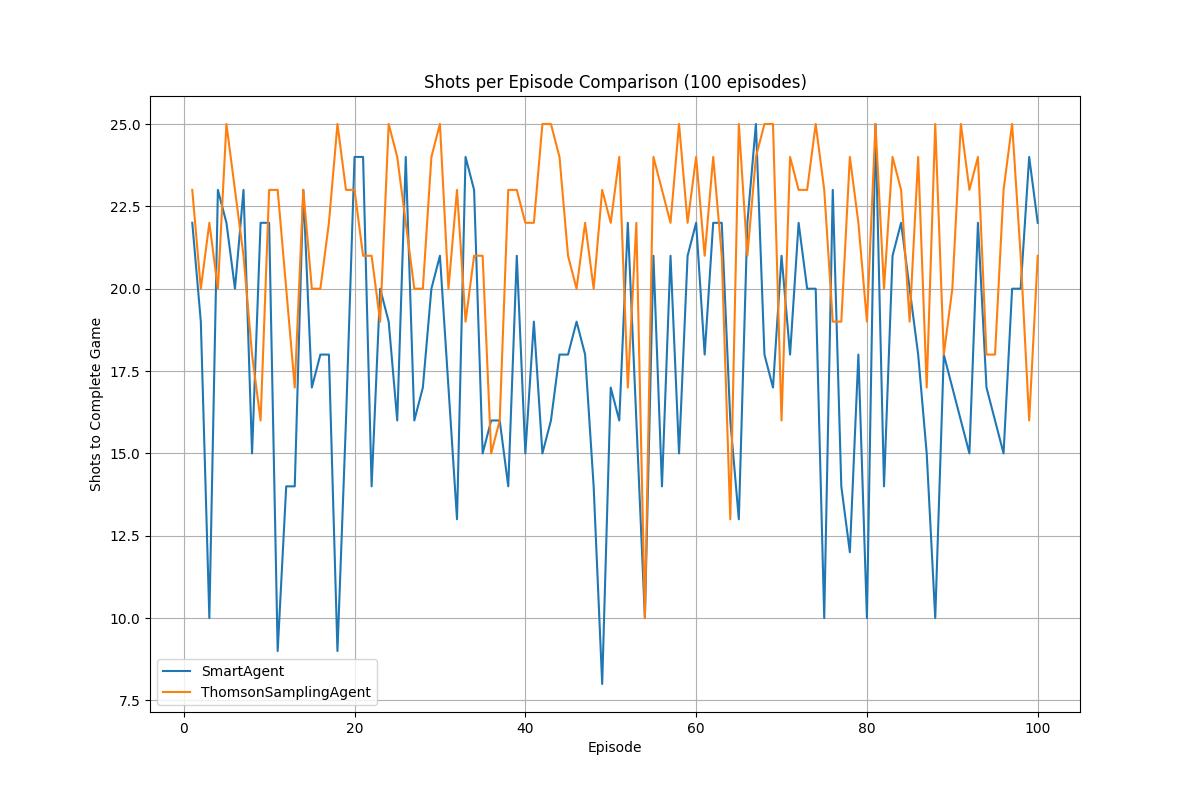 Shots per Episode Comparison (100 episodes)
Shots to Complete Game
25.0
22.5
20.0
17.5
15.0
12.5
10.0
7.5
SmartAgent
ThomsonSamplingAgent
0 20 40 60 80 100
Episode